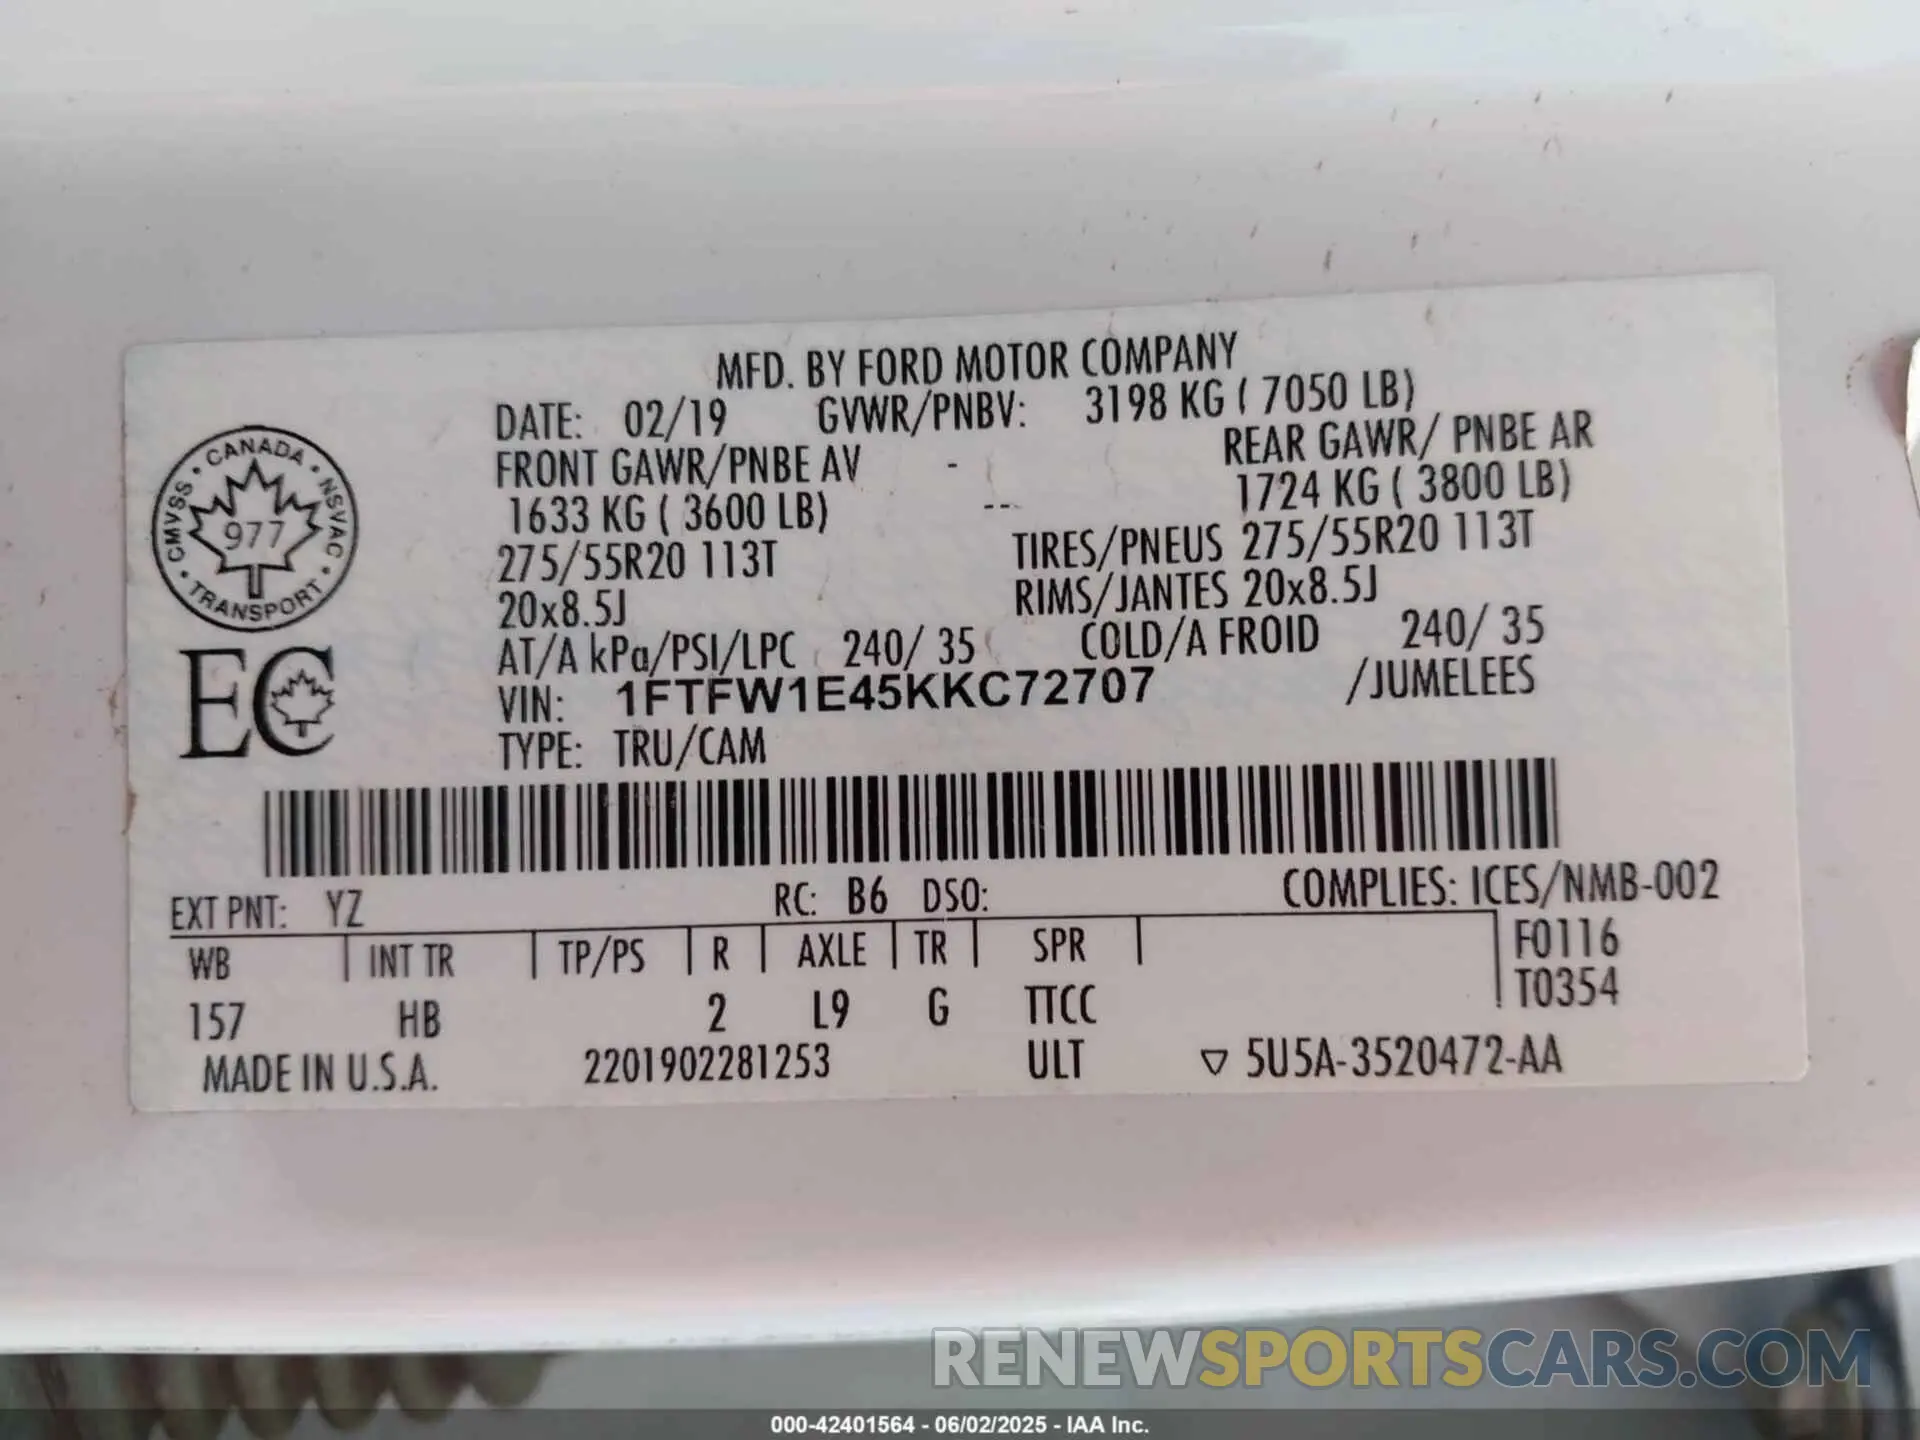 MFD. BY FORD MOTOR COMPANY
DATE: 02/19 GVWR/PNBV: 3198 KG ( 7050 LB)
FRONT GAWR/PNBE AV - REAR GAWR/ PNBE AR
1633 KG ( 3600 LB) -- 1724 KG ( 3800 LB)
275/55R20 113T TIRES/PNEUS 275/55R20 113T
20x8.5J RIMS/JANTES 20x8.5J
AT/A kPa/PSI/LPC 240/ 35 COLD/A FROID 240/ 35
VIN: 1FTFW1E45KKC72707 /JUMELEES
TYPE: TRU/CAM
CANADA • NSVAC • TRANSPORT • CMVSS •
977
EC
EXT PNT: YZ RC: B6 DSO: COMPLIES: ICES/NMB-002
WB | INT TR | TP/PS | R | AXLE | TR | SPR | F0116
T0354
157 HB 2 L9 G TTCC
MADE IN U.S.A. 2201902281253 ULT ▽ 5U5A-3520472-AA
RENEWSPORTSCARS.COM
000-42401564 - 06/02/2025 - IAA Inc.